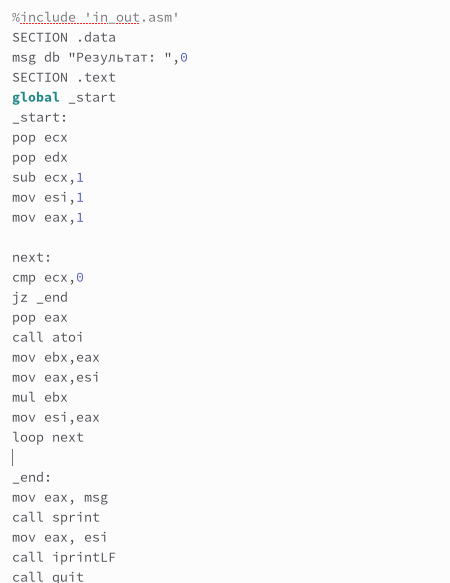 %include 'in_out.asm'
SECTION .data
msg db "Результат: ",0
SECTION .text
global _start
_start:
pop ecx
pop edx
sub ecx,1
mov esi,1
mov eax,1
next:
cmp ecx,0
jz _end
pop eax
call atoi
mov ebx,eax
mov eax,esi
mul ebx
mov esi,eax
loop next
_end:
mov eax, msg
call sprint
mov eax, esi
call iprintLF
call quit